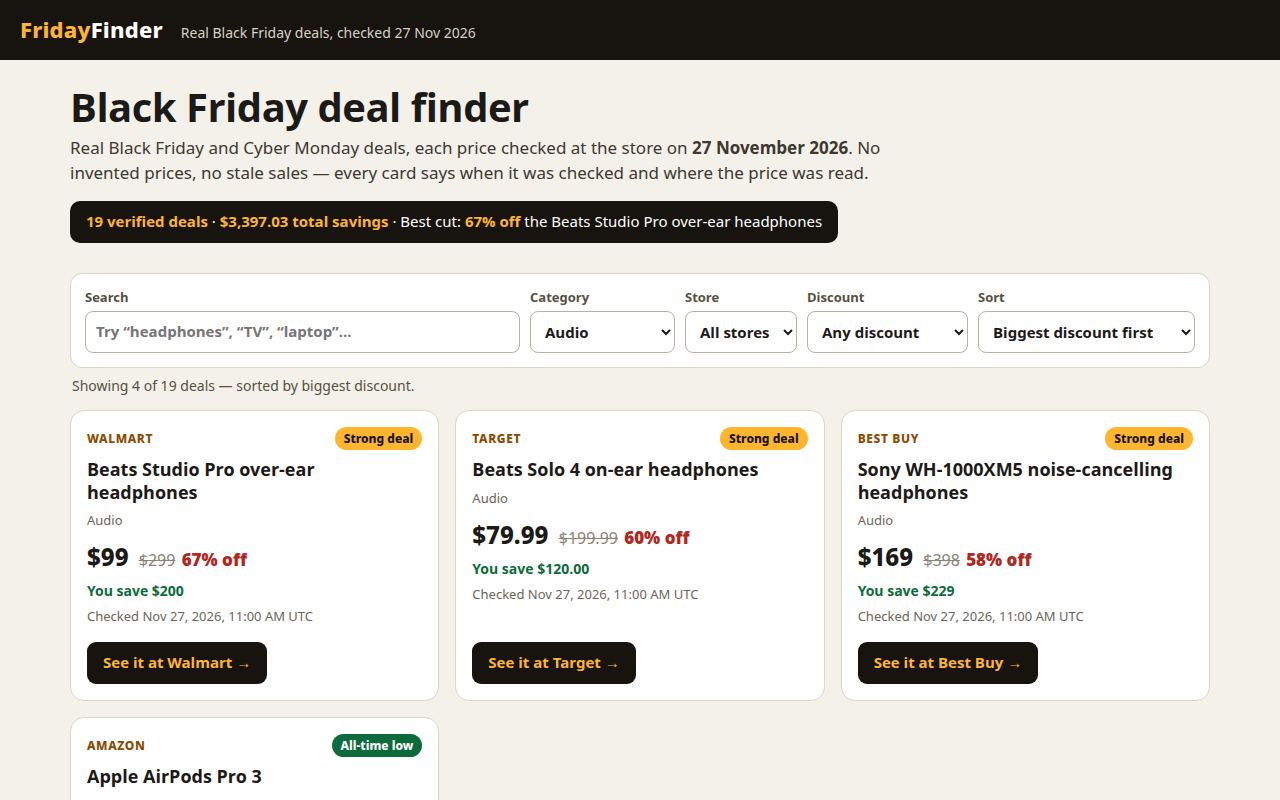 FridayFinder Real Black Friday deals, checked 27 Nov 2026
Black Friday deal finder
Real Black Friday and Cyber Monday deals, each price checked at the store on 27 November 2026. No
invented prices, no stale sales — every card says when it was checked and where the price was read.
19 verified deals · $3,397.03 total savings · Best cut: 67% off the Beats Studio Pro over-ear headphones
Search
Try “headphones”, “TV”, “laptop”…
Category
Audio
Store
All stores
Discount
Any discount
Sort
Biggest discount first
Showing 4 of 19 deals — sorted by biggest discount.
WALMART
Strong deal
Beats Studio Pro over-ear
headphones
Audio
$99 $299 67% off
You save $200
Checked Nov 27, 2026, 11:00 AM UTC
See it at Walmart →
TARGET
Strong deal
Beats Solo 4 on-ear headphones
Audio
$79.99 $199.99 60% off
You save $120.00
Checked Nov 27, 2026, 11:00 AM UTC
See it at Target →
BEST BUY
Strong deal
Sony WH-1000XM5 noise-cancelling
headphones
Audio
$169 $398 58% off
You save $229
Checked Nov 27, 2026, 11:00 AM UTC
See it at Best Buy →
AMAZON
All-time low
Apple AirPods Pro 3